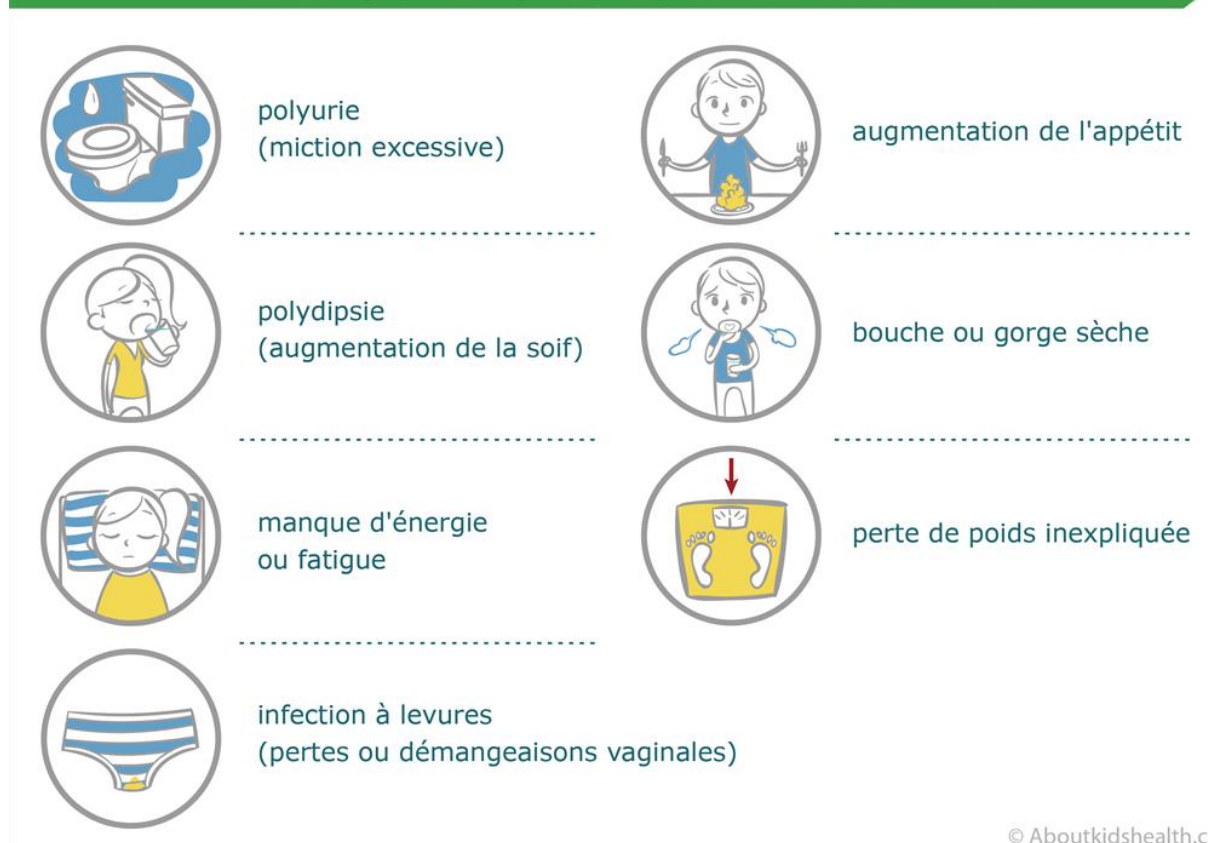 polyurie
(miction excessive)
polydipsie
(augmentation de la soif)
manque d'énergie
ou fatigue
infection à levures
(pertes ou démangeaisons vaginales)
augmentation de l'appétit
bouche ou gorge sèche
perte de poids inexpliquée
© Aboutkidshealth.c